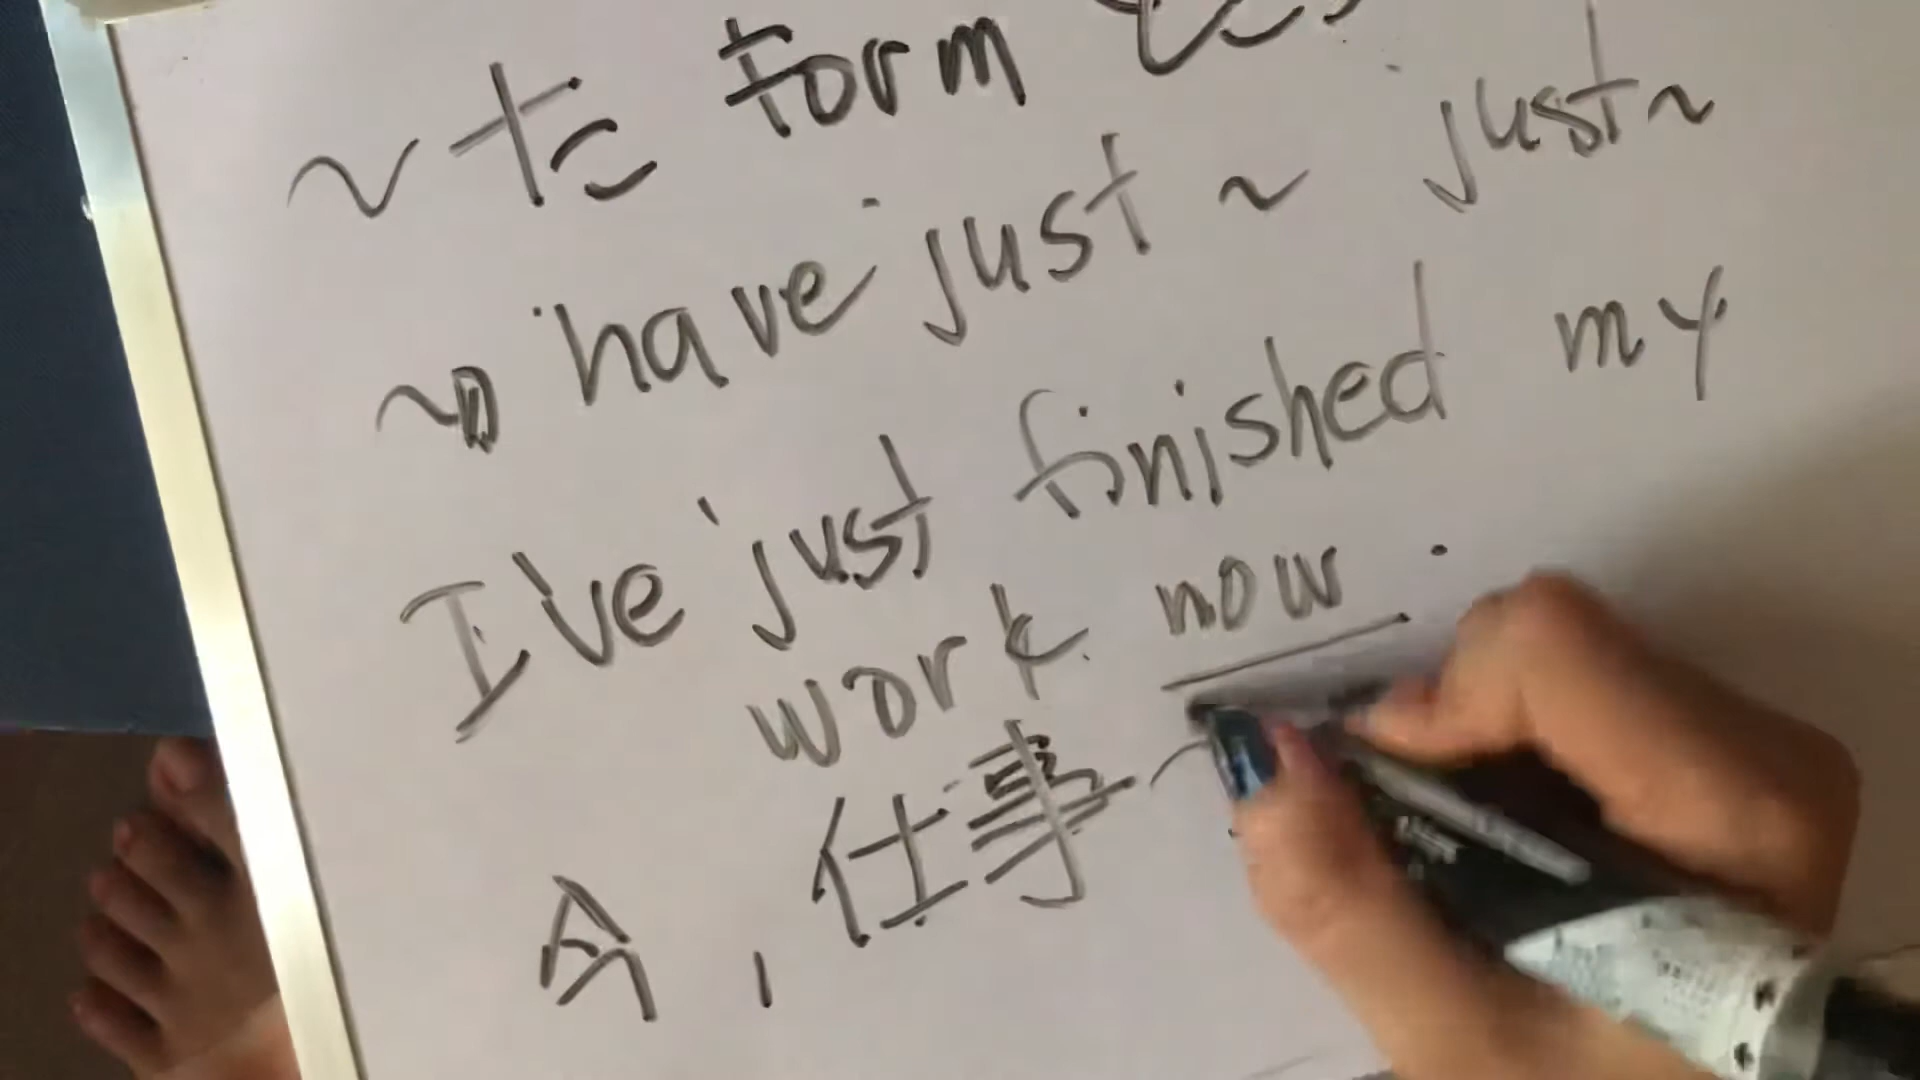 ~た form
→ have just ~ just~
I've just finished my
work now.
今、仕事